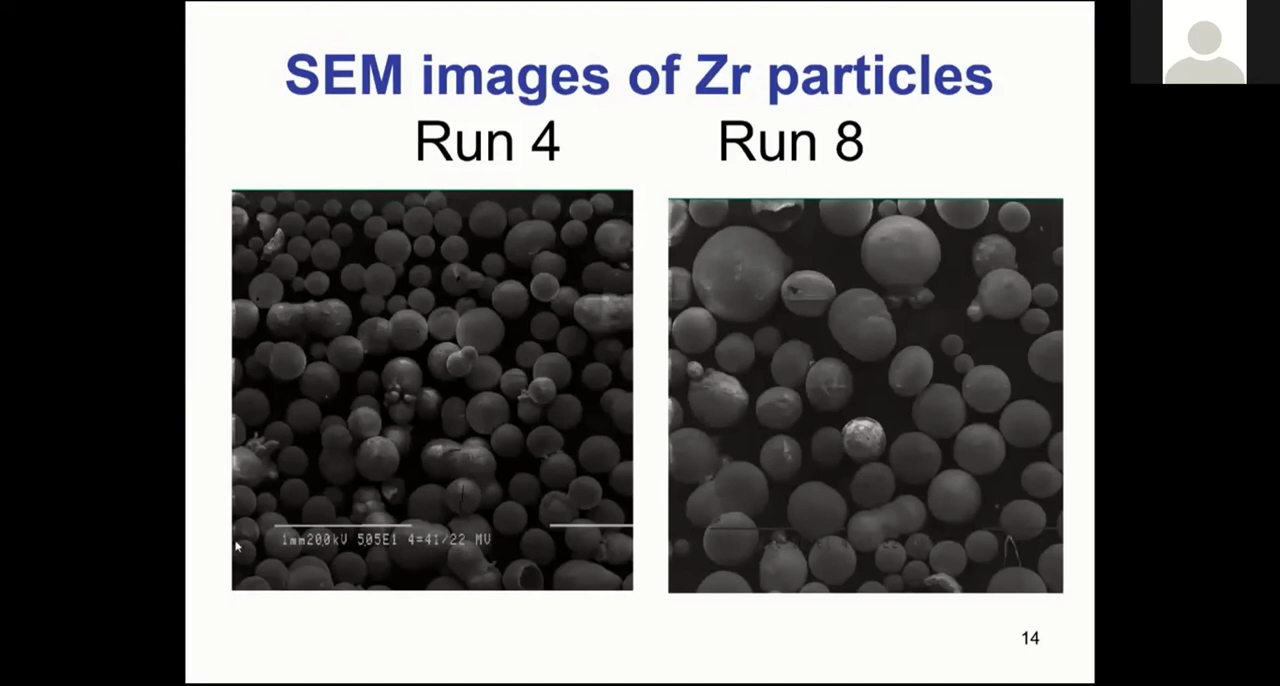 SEM images of Zr particles
Run 4
Run 8
1mm200kV 505E1 4=41/22 MV
14